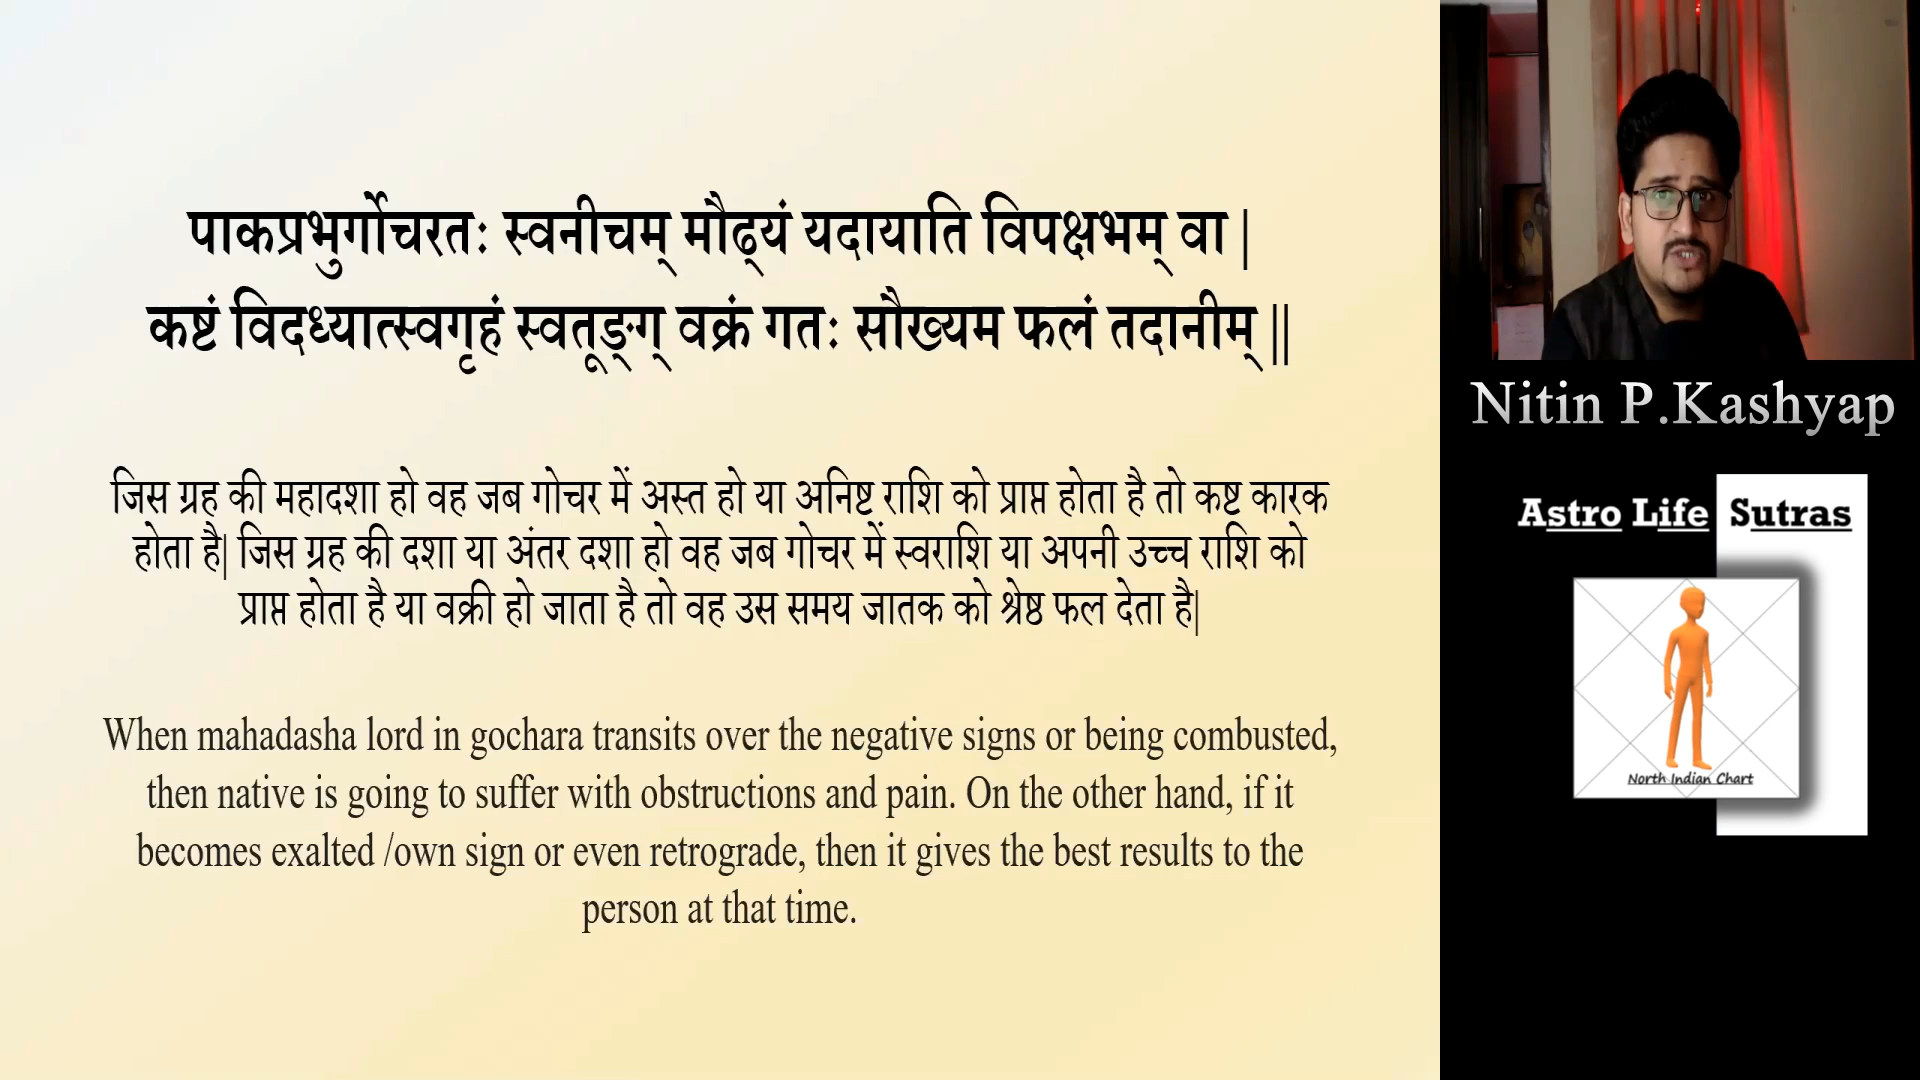 पाकप्रभुर्गोचरतः स्वनीचम् मौढ्यं यदायाति विपक्षभम् वा |
कष्टं विदध्यात्स्वगृहं स्वतूङ्ग् वक्रं गतः सौख्यम फलं तदानीम् ||
जिस ग्रह की महादशा हो वह जब गोचर में अस्त हो या अनिष्ट राशि को प्राप्त होता है तो कष्ट कारक
होता है| जिस ग्रह की दशा या अंतर दशा हो वह जब गोचर में स्वराशि या अपनी उच्च राशि को
प्राप्त होता है या वक्री हो जाता है तो वह उस समय जातक को श्रेष्ठ फल देता है|
When mahadasha lord in gochara transits over the negative signs or being combusted,
then native is going to suffer with obstructions and pain. On the other hand, if it
becomes exalted /own sign or even retrograde, then it gives the best results to the
person at that time.
Nitin P.Kashyap
Astro Life Sutras
North Indian Chart